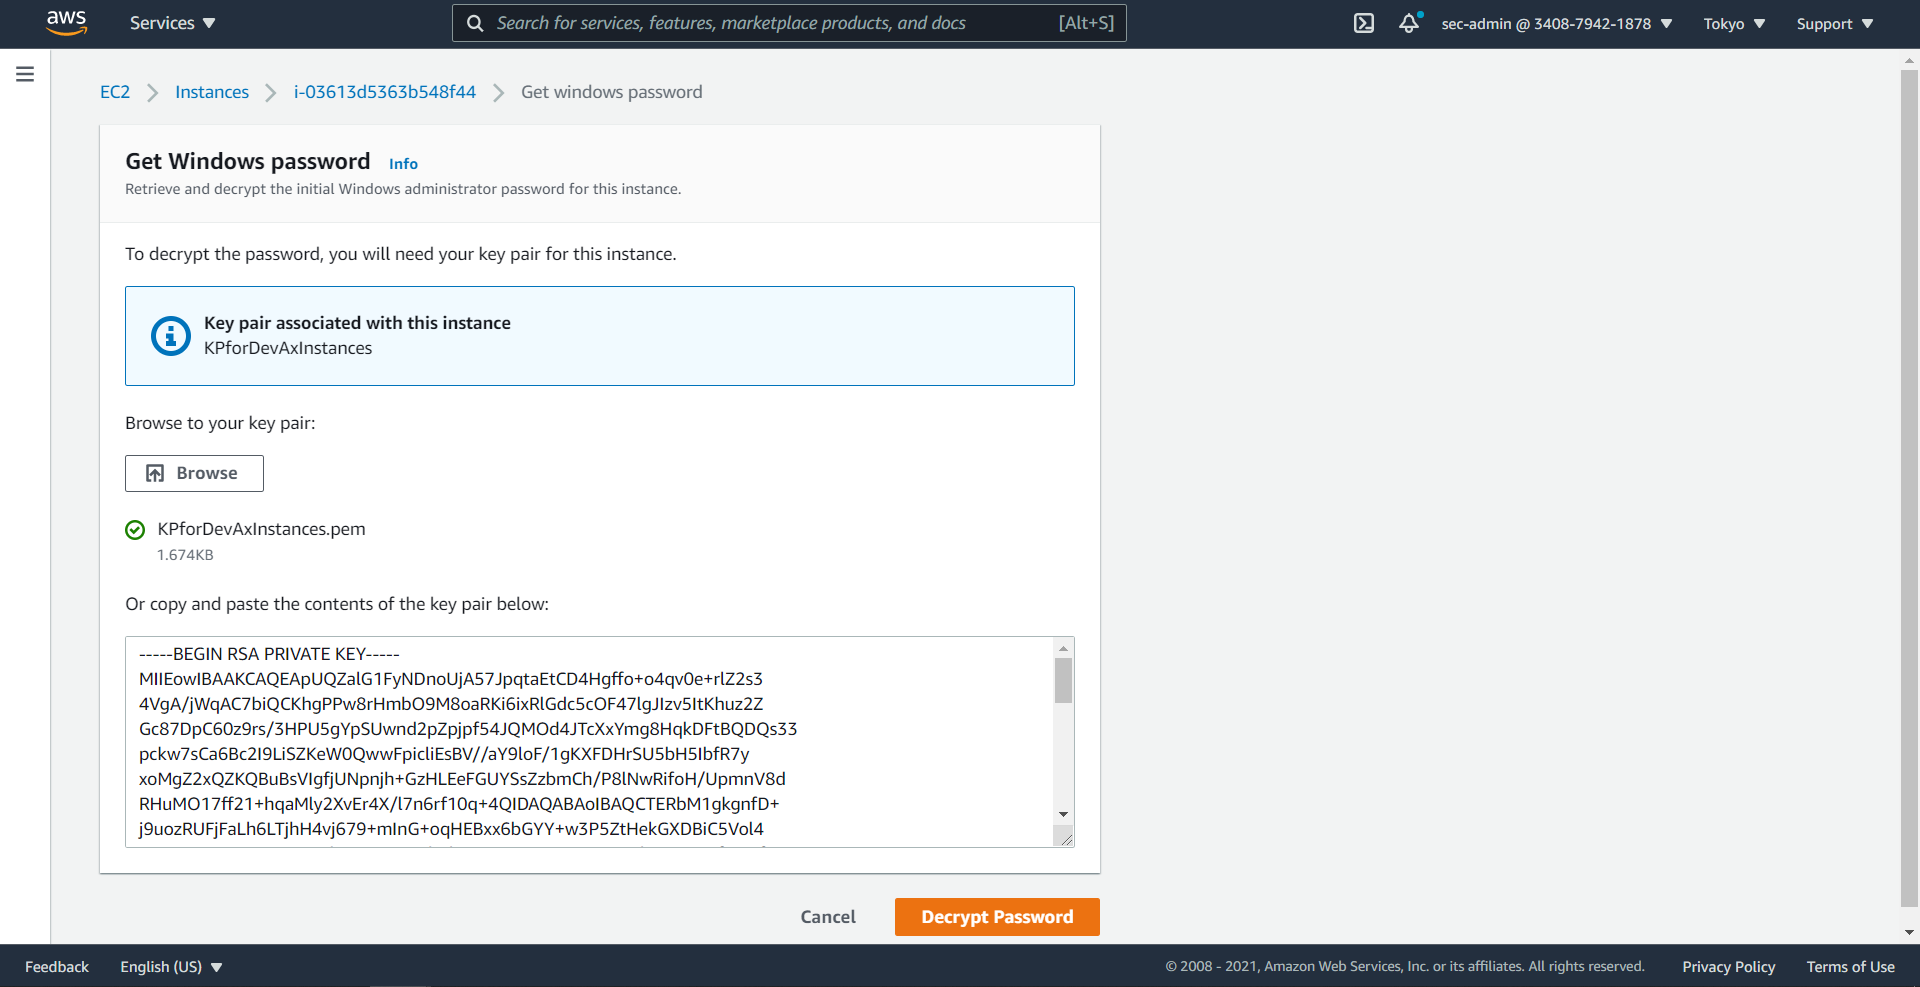 aws
Services
Search for services, features, marketplace products, and docs
[Alt+S]
sec-admin @ 3408-7942-1878
Tokyo
Support
EC2 Instances i-03613d5363b548f44 Get windows password
Get Windows password Info
Retrieve and decrypt the initial Windows administrator password for this instance.
To decrypt the password, you will need your key pair for this instance.
Key pair associated with this instance
KPforDevAxInstances
Browse to your key pair:
Browse
KPforDevAxInstances.pem
1.674KB
Or copy and paste the contents of the key pair below:
-----BEGIN RSA PRIVATE KEY-----
MIIEowIBAAKCAQEApUQZalG1FyNDnoUjA57JpqtaEtCD4Hgffo+o4qv0e+rlZ2s3
4VgA/jWqAC7biQCKhgPPw8rHmbO9M8oaRKi6ixRlGdc5cOF47lgJIzv5ItKhuz2Z
Gc87DpC60z9rs/3HPU5gYpSUwnd2pZpjpf54JQMOd4JTcXxYmg8HqkDFtBQDQs33
pckw7sCa6Bc2I9LiSZKeW0QwwFpicliEsBV//aY9loF/1gKXFDHrSU5bH5IbfR7y
xoMgZ2xQZKQBuBsVIgfjUNpnjh+GzHLEeFGUYSsZzbmCh/P8lNwRifoH/UpmnV8d
RHuMO17ff21+hqaMly2XvEr4X/l7n6rf10q+4QIDAQABAoIBAQCTERbM1gkgnfD+
j9uozRUFjFaLh6LTjhH4vj679+mInG+oqHEBxx6bGYY+w3P5ZtHekGXDBiC5Vol4
Cancel
Decrypt Password
Feedback
English (US)
© 2008 - 2021, Amazon Web Services, Inc. or its affiliates. All rights reserved.
Privacy Policy
Terms of Use